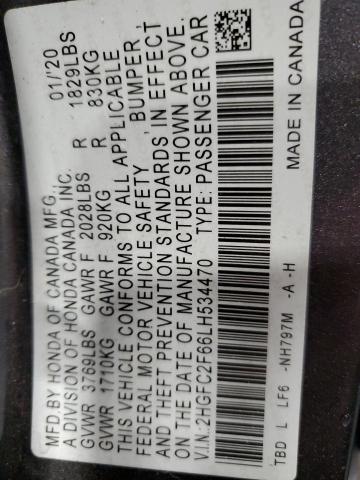 MFD.BY HONDA OF CANADA MFG. 01/'20
A DIVISION OF HONDA CANADA INC.
GVWR 3769LBS GAWR F 2028LBS R 1829LBS
GVWR 1710KG GAWR F 920KG R 830KG
THIS VEHICLE CONFORMS TO ALL APPLICABLE
FEDERAL MOTOR VEHICLE SAFETY , BUMPER ,
AND THEFT PREVENTION STANDARDS IN EFFECT
ON THE DATE OF MANUFACTURE SHOWN ABOVE.
V.I.N.:2HGFC2F66LH534470 TYPE: PASSENGER CAR
TBD L LF6 -NH797M -A -H MADE IN CANADA